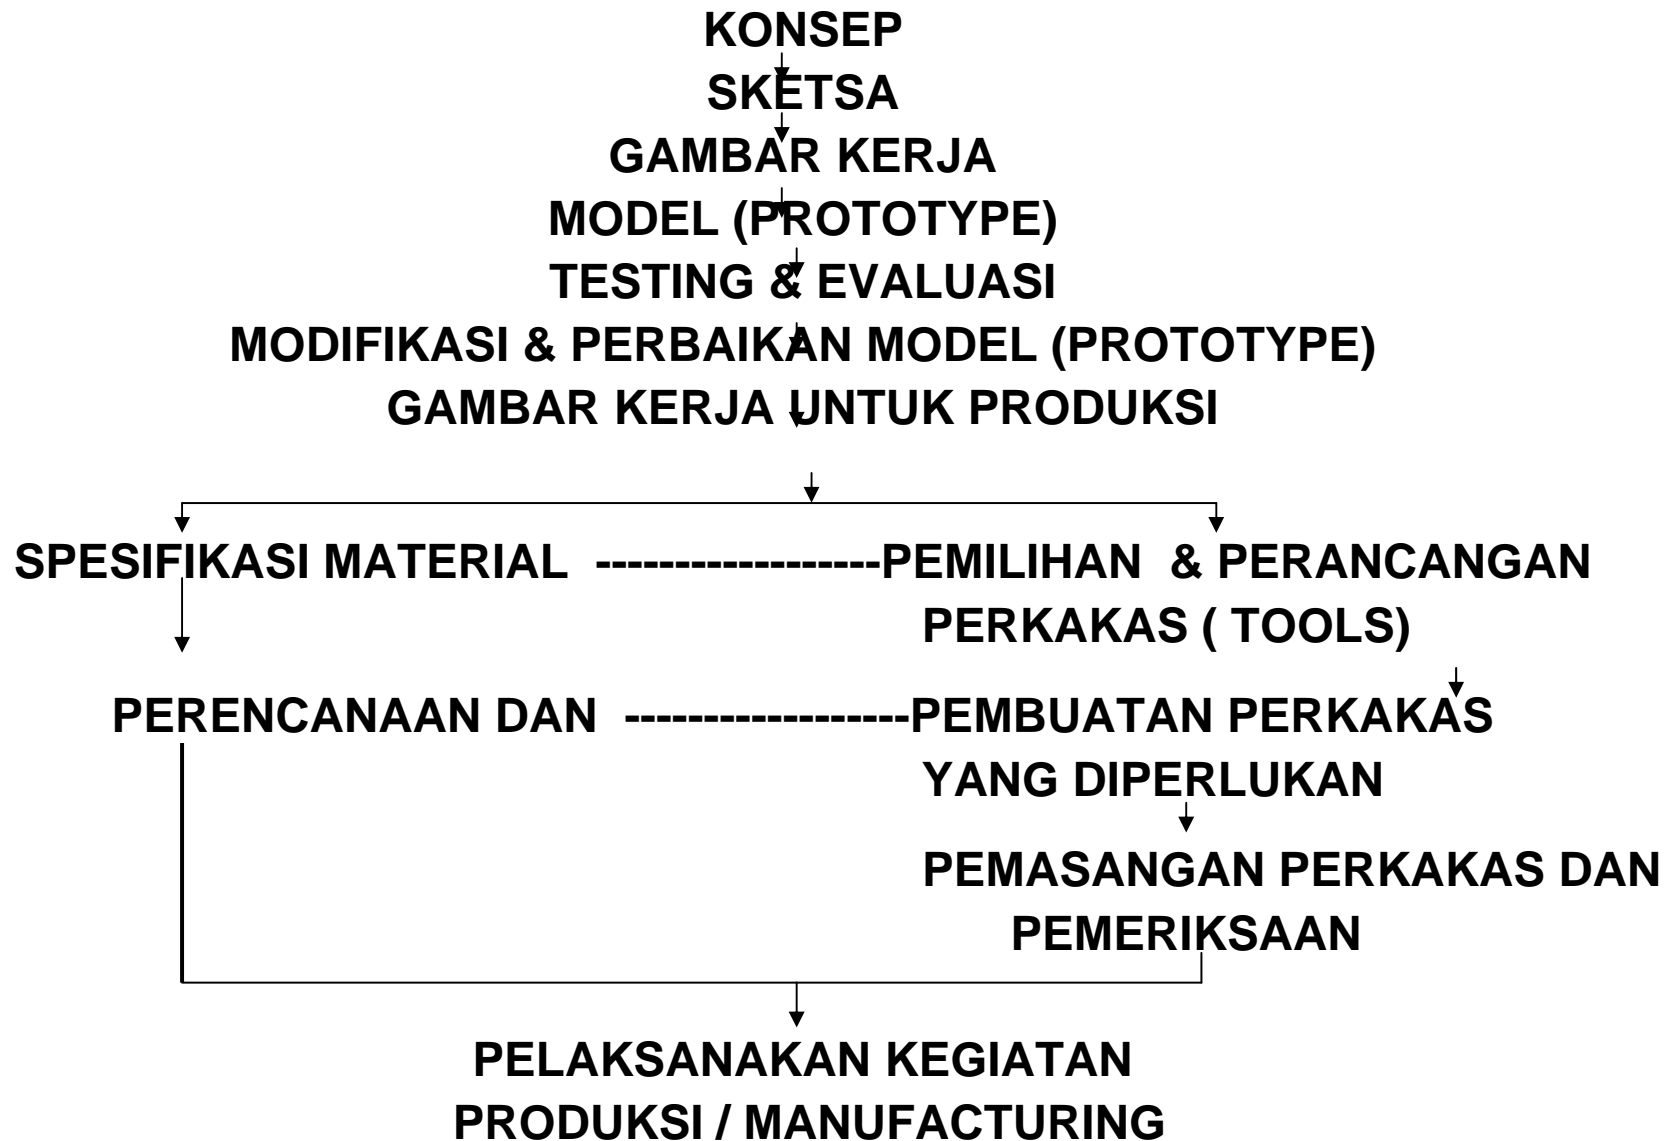 KONSEP
SKETSA
GAMBAR KERJA
MODEL (PROTOTYPE)
TESTING & EVALUASI
MODIFIKASI & PERBAIKAN MODEL (PROTOTYPE)
GAMBAR KERJA UNTUK PRODUKSI
SPESIFIKASI MATERIAL ------------------PEMILIHAN & PERANCANGAN
PERKAKAS ( TOOLS)
PERENCANAAN DAN ------------------PEMBUATAN PERKAKAS
YANG DIPERLUKAN
PEMASANGAN PERKAKAS DAN
PEMERIKSAAN
PELAKSANAKAN KEGIATAN
PRODUKSI / MANUFACTURING